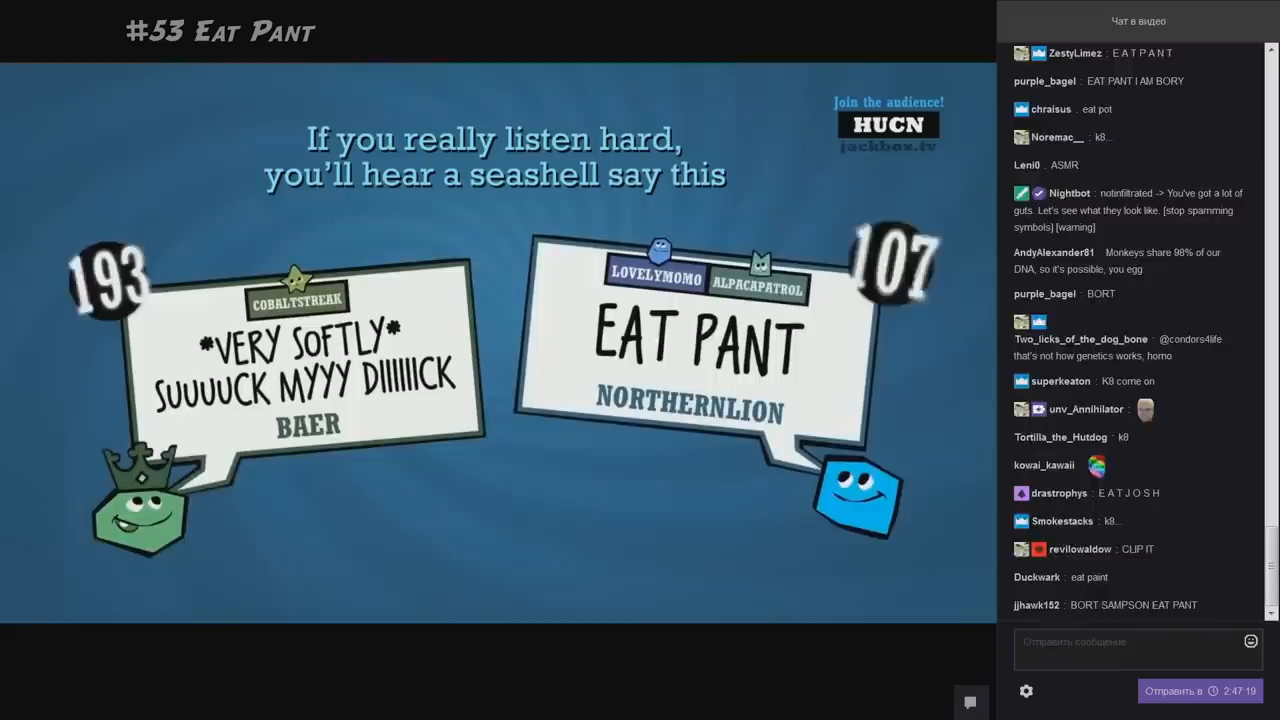 #53 Eat Pant
Join the audience!
HUCN
jackbox.tv
If you really listen hard,
you'll hear a seashell say this
193
COBALTSTREAK
*VERY SOFTLY*
SUUUUCK MYYY DIIIIIICK
BAER
107
LOVELYMOMO
ALPACAPATROL
EAT PANT
NORTHERNLION
Чат в видео
ZestyLimez : E A T P A N T
purple_bagel : EAT PANT I AM BORY
chraisus : eat pot
Noremac__ : k8...
Leni0 : ASMR
Nightbot : notinfiltrated -> You've got a lot of
guts. Let's see what they look like. [stop spamming
symbols] [warning]
AndyAlexander81 Monkeys share 98% of our
DNA, so it's possible, you egg
purple_bagel : BORT
Two_licks_of_the_dog_bone : @condors4life
that's not how genetics works, homo
superkeaton : K8 come on
unv_Annihilator :
Tortilla_the_Hutdog : k8
kowai_kawaii :
drastrophys : E A T J O S H
Smokestacks : k8...
revilowaldow : CLIP IT
Duckwark : eat paint
jjhawk152 : BORT SAMPSON EAT PANT
Отправить сообщение
Отправить в 2:47:19